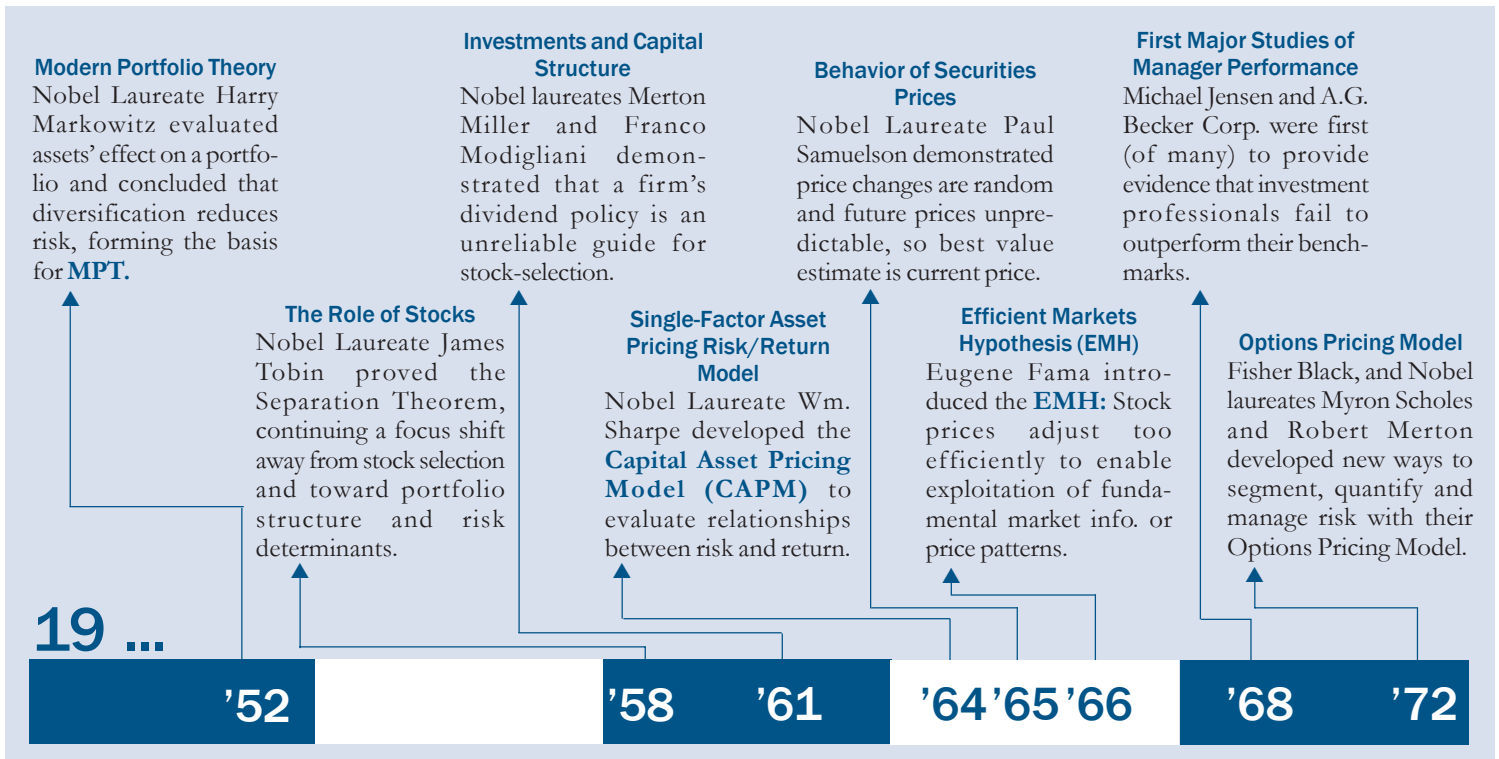 Modern Portfolio Theory
Nobel Laureate Harry
Markowitz evaluated
assets’ effect on a portfo-
lio and concluded that
diversification reduces
risk, forming the basis
for MPT.
The Role of Stocks
Nobel Laureate James
Tobin proved the
Separation Theorem,
continuing a focus shift
away from stock selection
and toward portfolio
structure and risk
determinants.
Investments and Capital
Structure
Nobel laureates Merton
Miller and Franco
Modigliani demon-
strated that a firm’s
dividend policy is an
unreliable guide for
stock-selection.
Single-Factor Asset
Pricing Risk/Return
Model
Nobel Laureate Wm.
Sharpe developed the
Capital Asset Pricing
Model (CAPM) to
evaluate relationships
between risk and return.
Behavior of Securities
Prices
Nobel Laureate Paul
Samuelson demonstrated
price changes are random
and future prices unpre-
dictable, so best value
estimate is current price.
Efficient Markets
Hypothesis (EMH)
Eugene Fama intro-
duced the EMH: Stock
prices adjust too
efficiently to enable
exploitation of funda-
mental market info. or
price patterns.
First Major Studies of
Manager Performance
Michael Jensen and A.G.
Becker Corp. were first
(of many) to provide
evidence that investment
professionals fail to
outperform their bench-
marks.
Options Pricing Model
Fisher Black, and Nobel
laureates Myron Scholes
and Robert Merton
developed new ways to
segment, quantify and
manage risk with their
Options Pricing Model.
19 ...
’52 ’58 ’61 ’64 ’65 ’66 ’68 ’72